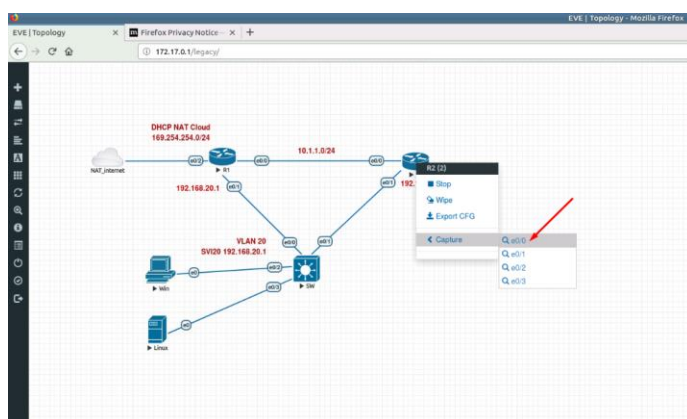 EVE | Topology - Mozilla Firefox
EVE | Topology
Firefox Privacy Notice —
172.17.0.1/legacy/
DHCP NAT Cloud
169.254.254.0/24
NAT_internet
e0/2
R1
e0/0
10.1.1.0/24
e0/0
192.168.20.1
e0/1
e0/1
192.
R2 (2)
Stop
Wipe
Export CFG
Capture
e0/0
e0/1
e0/2
e0/3
VLAN 20
SVI20 192.168.20.1
e0/0
e0/1
e0
e0/2
Win
e0/3
SW
e0
Linux